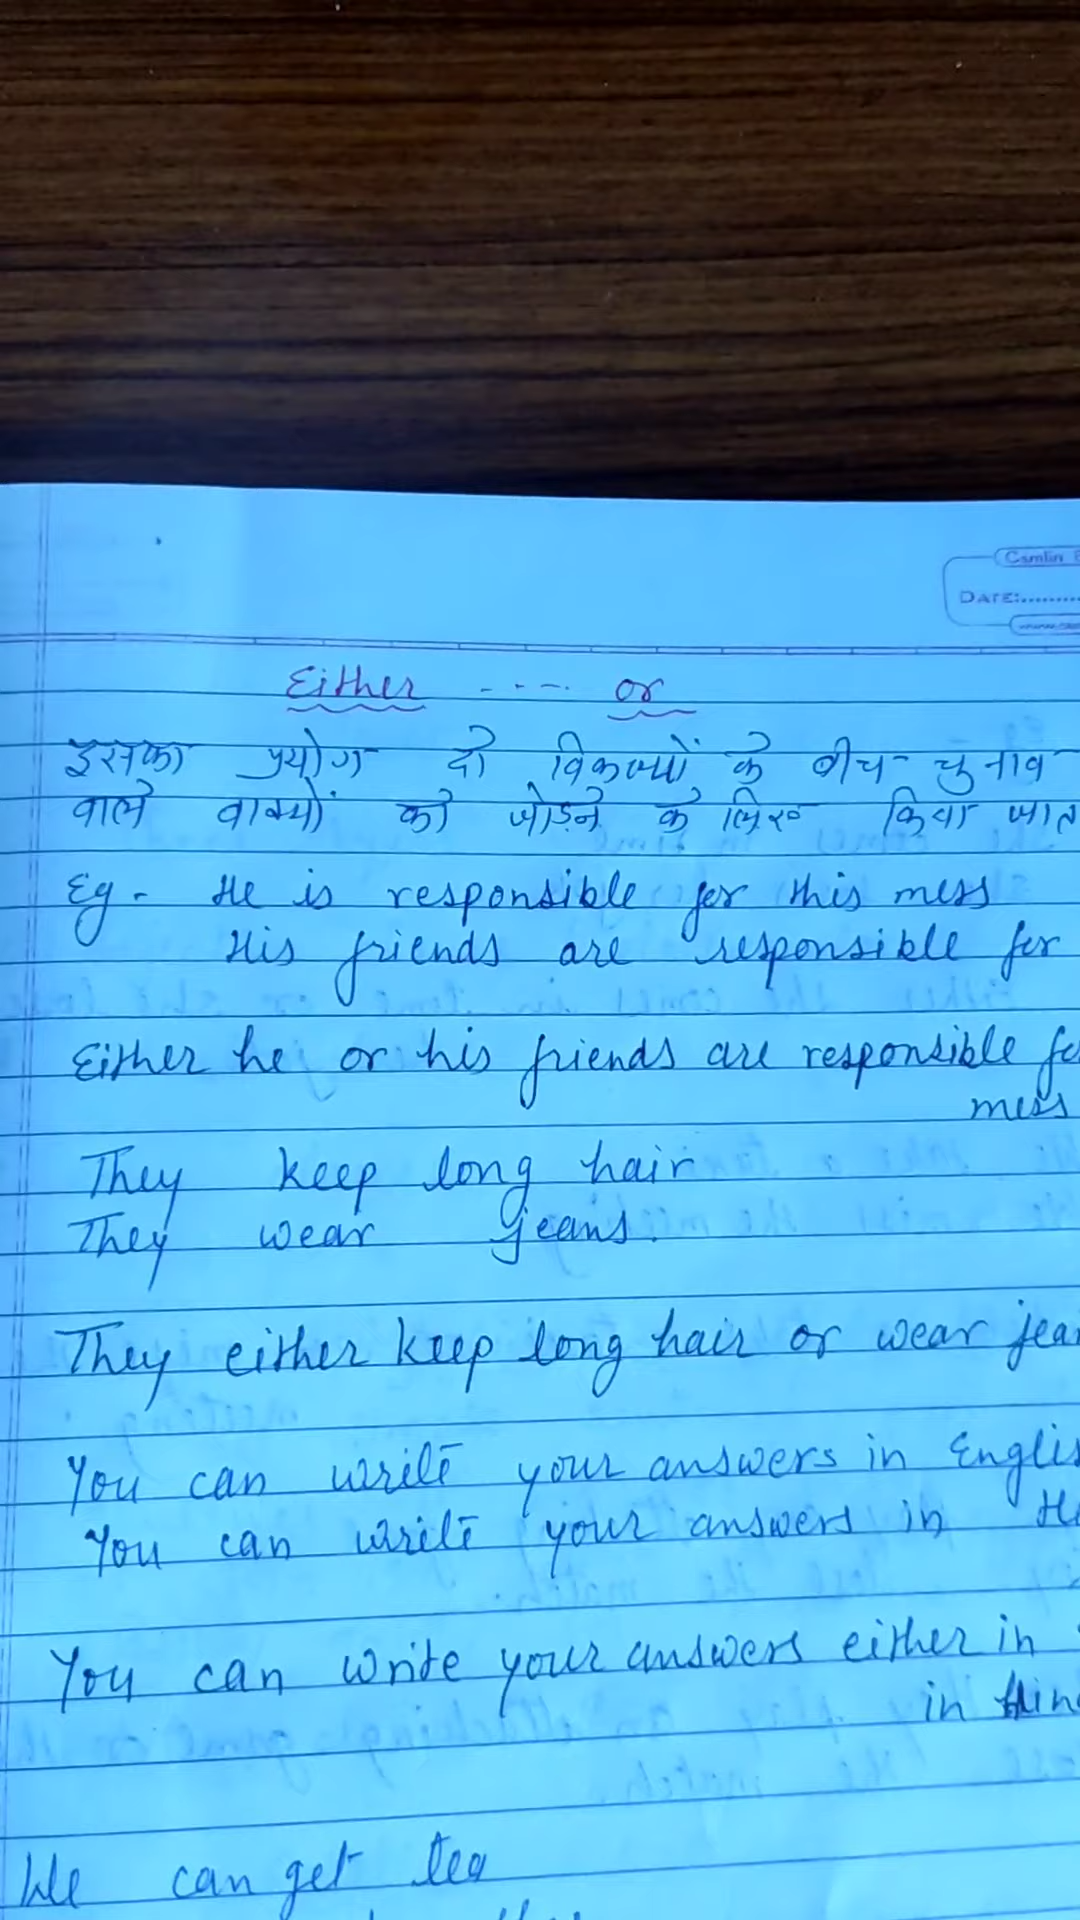 Camlin
DATE:..........
Either ---- or
इसका प्रयोग दो विकल्पों के बीच चुनाव
वाले वाक्यों को जोड़ने के लिए किया जात
Eg- He is responsible for this mess
His friends are responsible for
Either he or his friends are responsible fo
mess
They keep long hair
They wear jeans.
They either keep long hair or wear jea
You can write your answers in Englis
You can write your answers in H
You can write your answers either in
in Hin
We can get tea